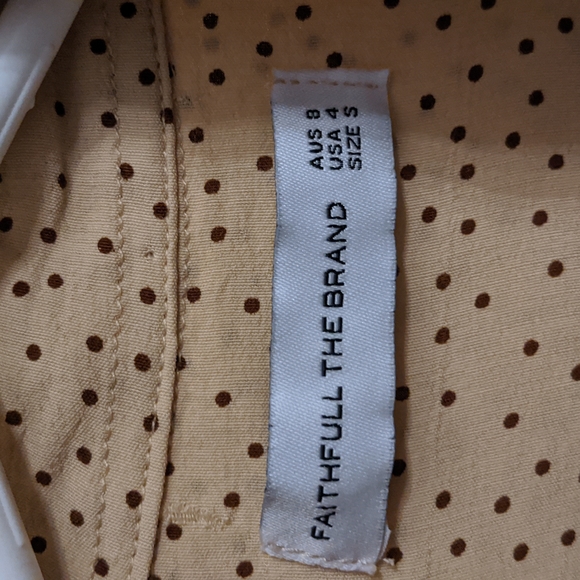 FAITHFULL THE BRAND
AUS 8
USA 4
SIZE S